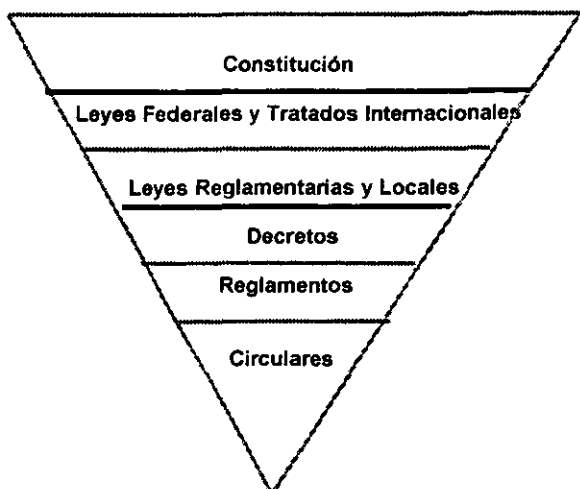 Constitución
Leyes Federales y Tratados Internacionales
Leyes Reglamentarias y Locales
Decretos
Reglamentos
Circulares